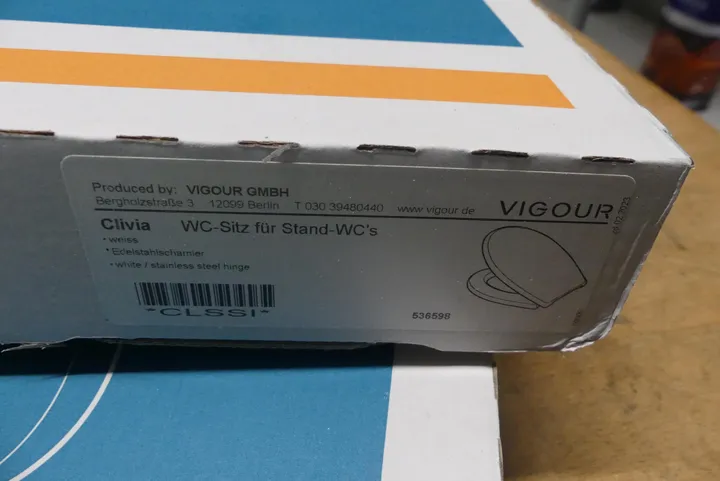 Produced by: VIGOUR GMBH
Bergholzstraße 3 12099 Berlin T 030 39480440 www.vigour.de
VIGOUR
Clivia WC-Sitz für Stand-WC's
• weiss
• Edelstahlscharnier
• white / stainless steel hinge
*CLSSI*
536598